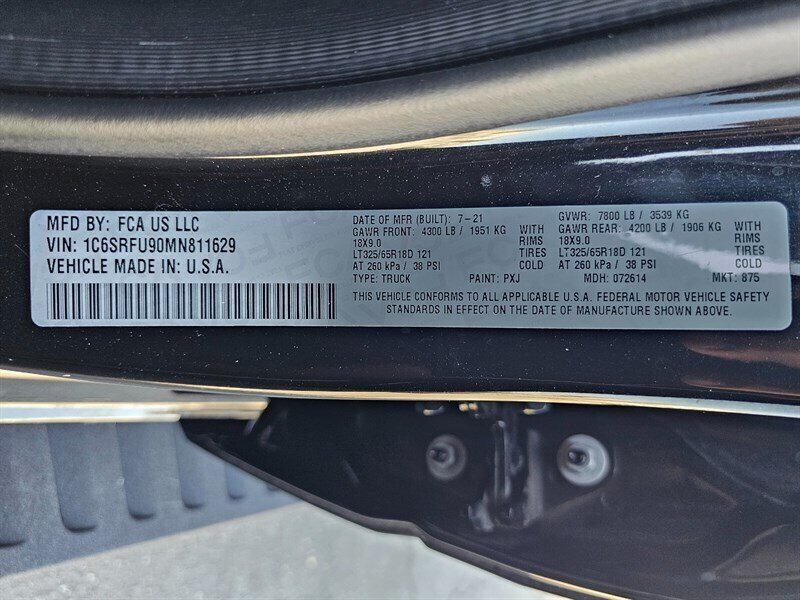 MFD BY: FCA US LLC
VIN: 1C6SRFU90MN811629
VEHICLE MADE IN: U.S.A.
DATE OF MFR (BUILT): 7-21
GAWR FRONT: 4300 LB / 1951 KG WITH
18X9.0 RIMS
LT325/65R18D 121 TIRES
AT 260 kPa / 38 PSI COLD
TYPE: TRUCK PAINT: PXJ
GVWR: 7800 LB / 3539 KG
GAWR REAR: 4200 LB / 1906 KG WITH
18X9.0 RIMS
LT325/65R18D 121 TIRES
AT 260 kPa / 38 PSI COLD
MDH: 072614 MKT: 875
THIS VEHICLE CONFORMS TO ALL APPLICABLE U.S.A. FEDERAL MOTOR VEHICLE SAFETY
STANDARDS IN EFFECT ON THE DATE OF MANUFACTURE SHOWN ABOVE.